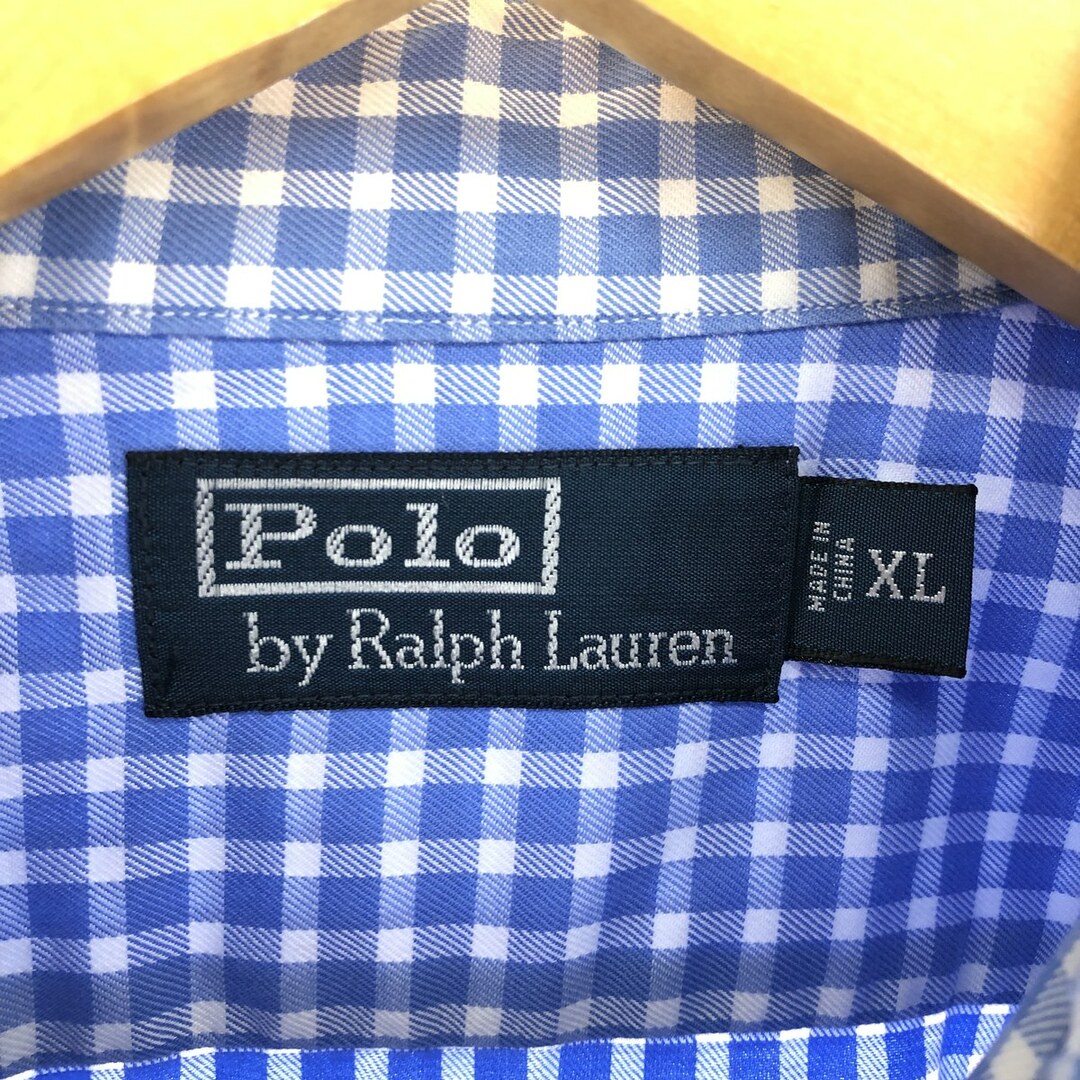 Polo
by Ralph Lauren
MADE IN
CHINA
XL